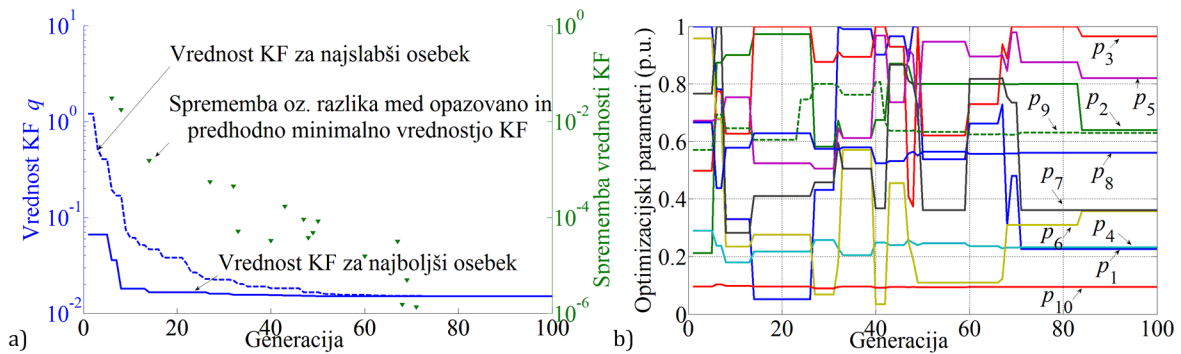 Vrednost KF q
10^1
10^0
10^-1
10^-2
Vrednost KF za najslabši osebek
Sprememba oz. razlika med opazovano in
predhodno minimalno vrednostjo KF
Vrednost KF za najboljši osebek
10^0
10^-2
10^-4
10^-6
Sprememba vrednosti KF
0 20 40 60 80 100
Generacija
a)
Optimizacijski parametri (p.u.)
1
0.8
0.6
0.4
0.2
0
p3
p9 p2 p5
p7 p8
p6 p4
p1
p10
0 20 40 60 80 100
Generacija
b)